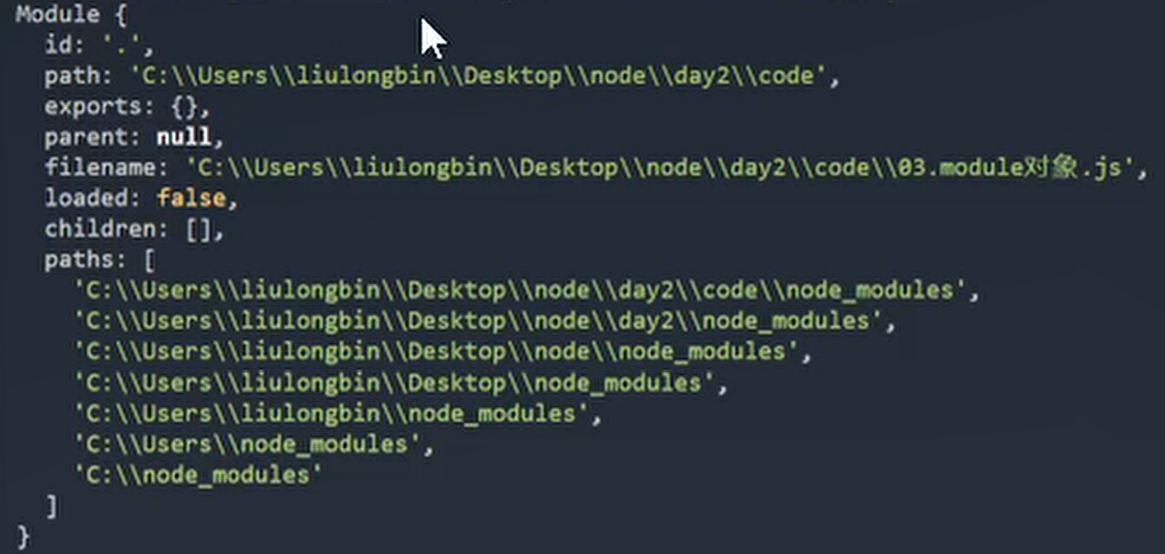 Module {
  id: '.',
  path: 'C:\\Users\\liulongbin\\Desktop\\node\\day2\\code',
  exports: {},
  parent: null,
  filename: 'C:\\Users\\liulongbin\\Desktop\\node\\day2\\code\\03.module对象.js',
  loaded: false,
  children: [],
  paths: [
    'C:\\Users\\liulongbin\\Desktop\\node\\day2\\code\\node_modules',
    'C:\\Users\\liulongbin\\Desktop\\node\\day2\\node_modules',
    'C:\\Users\\liulongbin\\Desktop\\node\\node_modules',
    'C:\\Users\\liulongbin\\Desktop\\node_modules',
    'C:\\Users\\liulongbin\\node_modules',
    'C:\\Users\\node_modules',
    'C:\\node_modules'
  ]
}